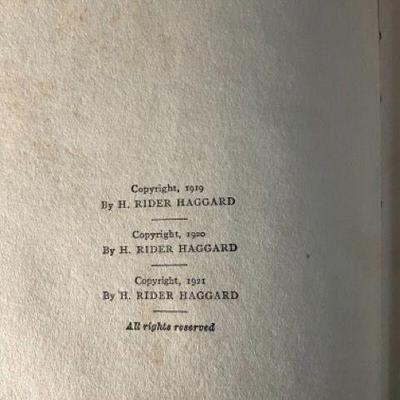 Copyright, 1919
By H. RIDER HAGGARD
Copyright, 1920
By H. RIDER HAGGARD
Copyright, 1921
By H. RIDER HAGGARD
All rights reserved